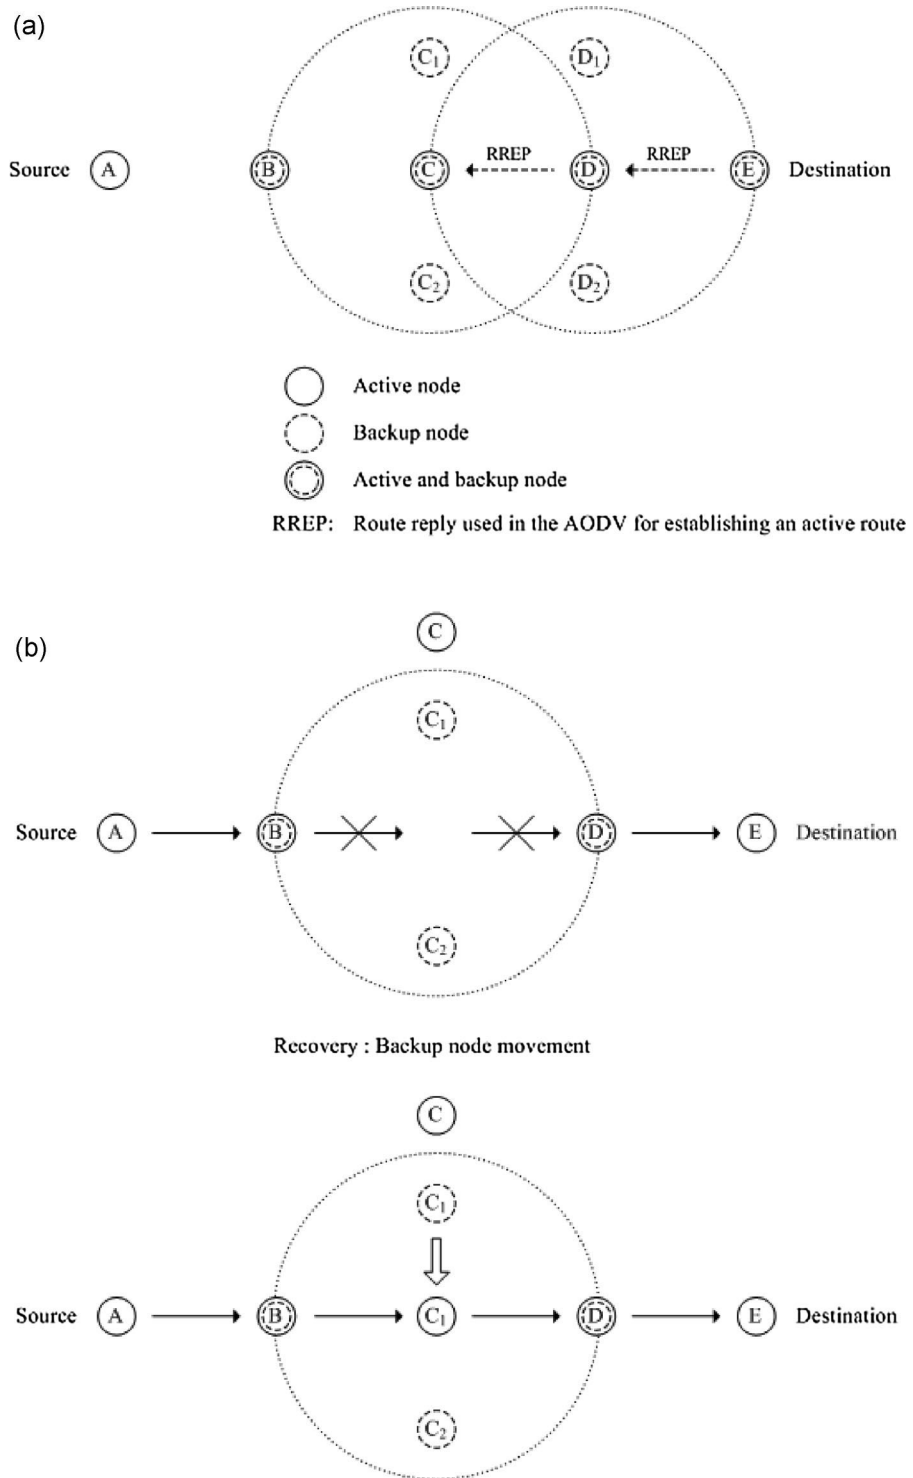 (a)
C1 D1
RREP RREP
Source A B C D E Destination
C2 D2
Active node
Backup node
Active and backup node
RREP: Route reply used in the AODV for establishing an active route
(b)
C
C1
Source A B D E Destination
C2
Recovery : Backup node movement
C
C1
Source A B C1 D E Destination
C2